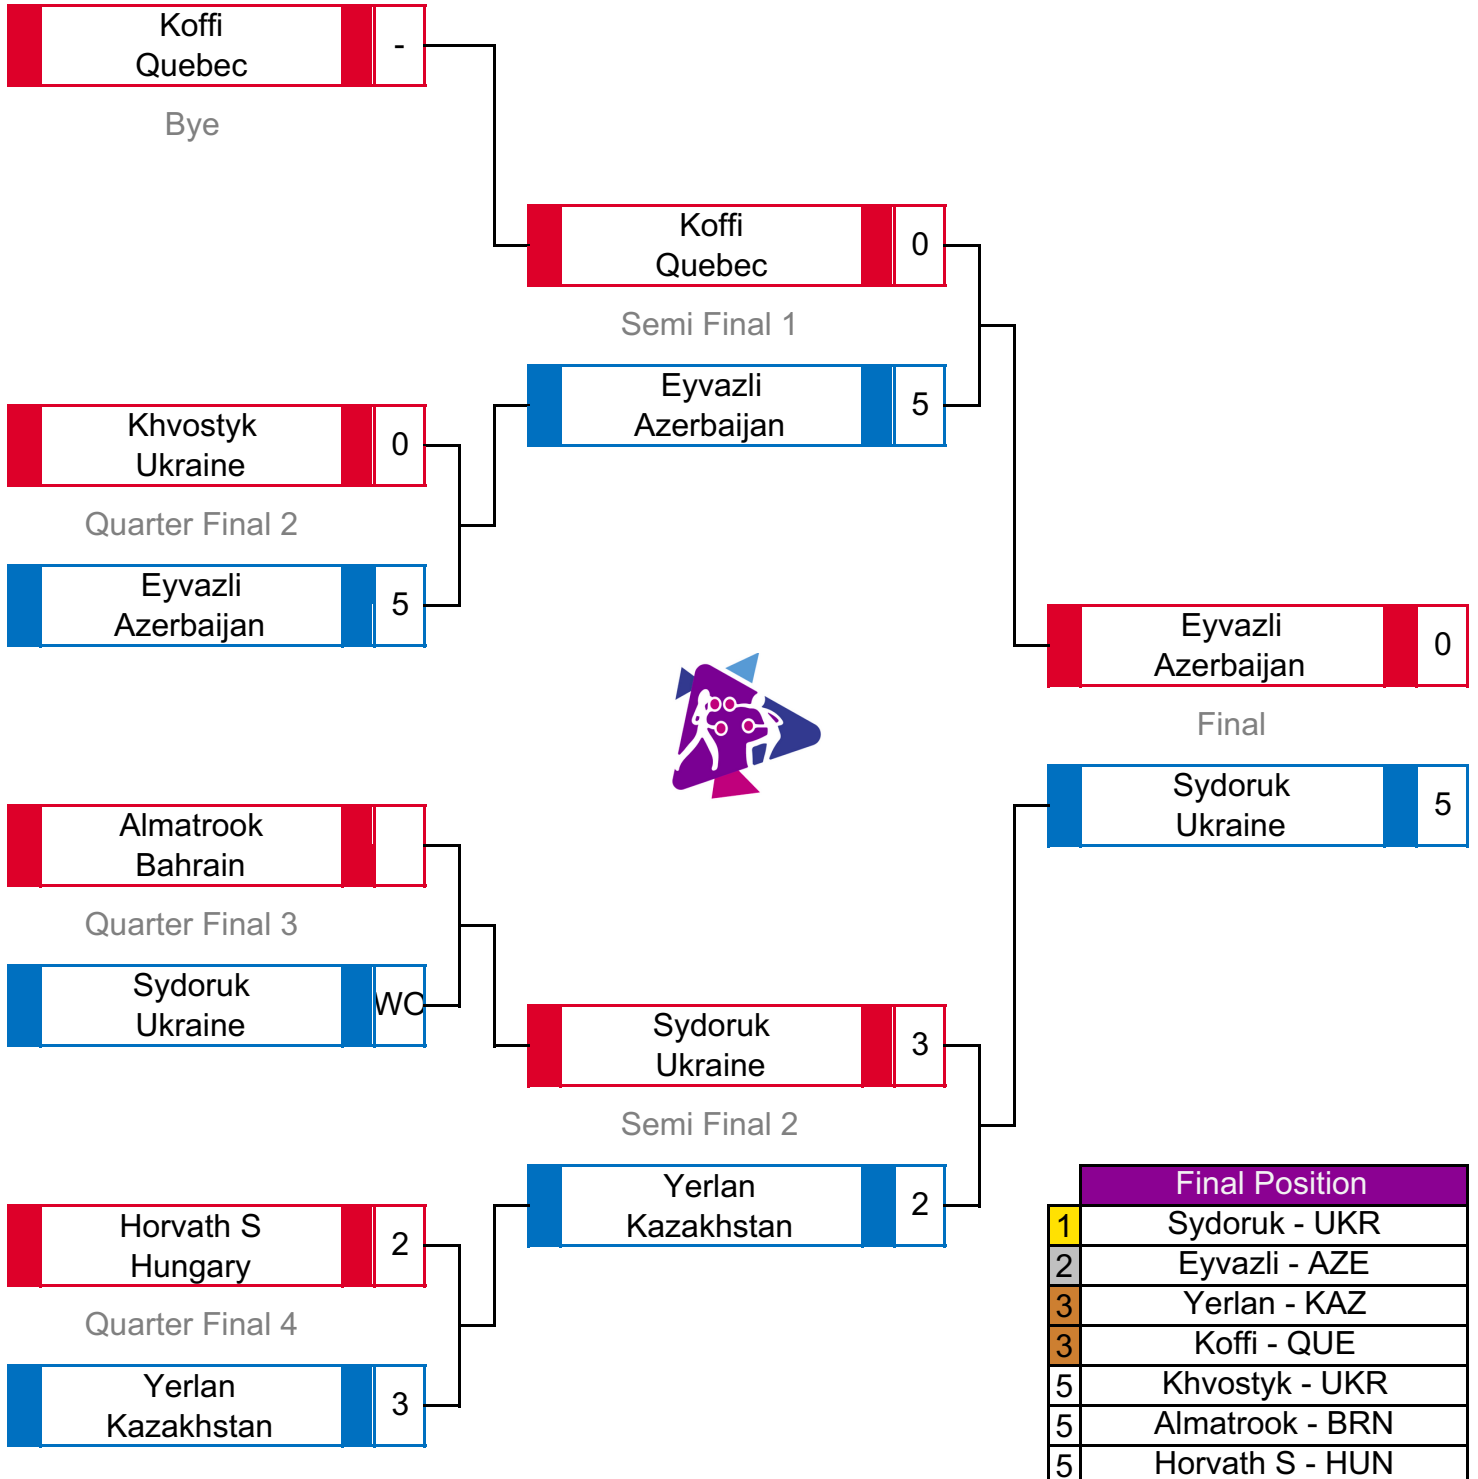 Koffi
Quebec
-
Bye
Koffi
Quebec
0
Semi Final 1
Eyvazli
Azerbaijan
5
Khvostyk
Ukraine
0
Quarter Final 2
Eyvazli
Azerbaijan
5
Eyvazli
Azerbaijan
0
Final
Sydoruk
Ukraine
5
Almatrook
Bahrain
Quarter Final 3
Sydoruk
Ukraine
WO
Sydoruk
Ukraine
3
Semi Final 2
Yerlan
Kazakhstan
2
Horvath S
Hungary
2
Quarter Final 4
Yerlan
Kazakhstan
3
Final Position
1 Sydoruk - UKR
2 Eyvazli - AZE
3 Yerlan - KAZ
3 Koffi - QUE
5 Khvostyk - UKR
5 Almatrook - BRN
5 Horvath S - HUN